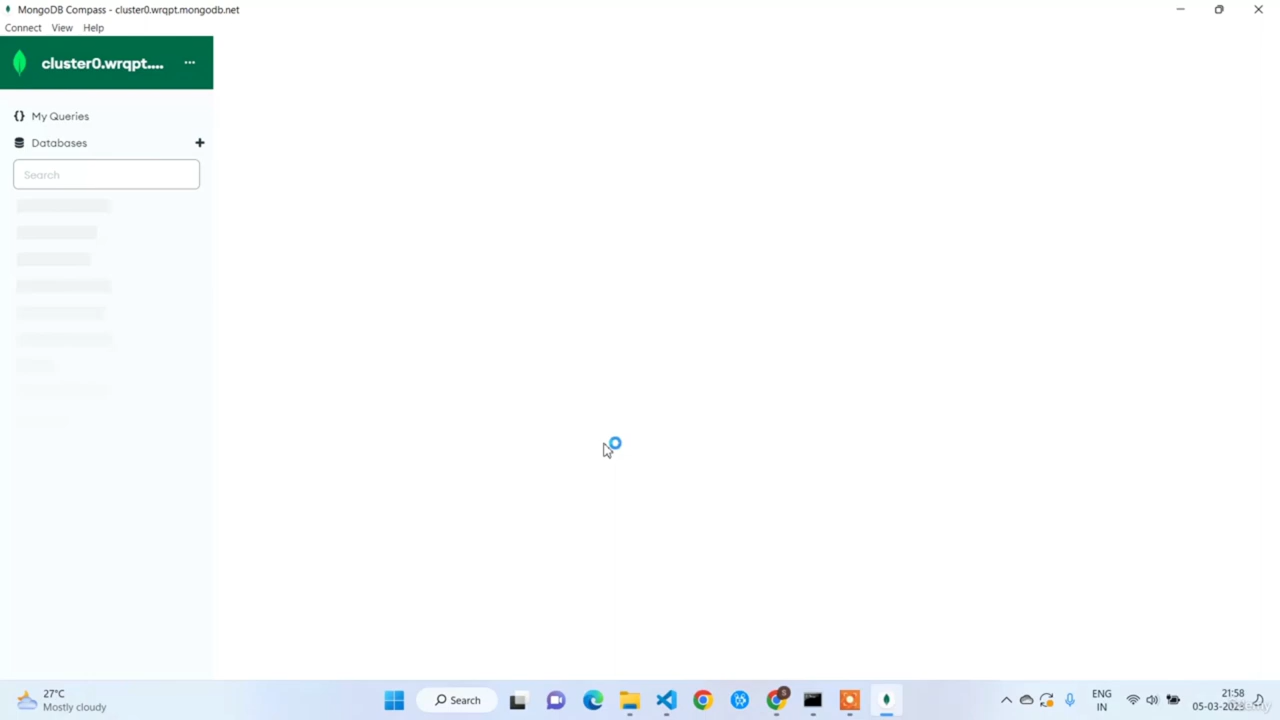 MongoDB Compass - cluster0.wrqpt.mongodb.net
Connect View Help
cluster0.wrqpt.... ...
{} My Queries
Databases +
Search
27°C
Mostly cloudy
Search
ENG
IN
21:58
05-03-2023